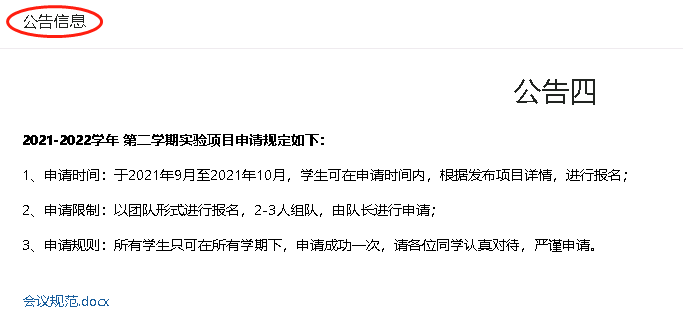 公告信息
公告四
2021-2022学年 第二学期实验项目申请规定如下：
1、申请时间：于2021年9月至2021年10月，学生可在申请时间内，根据发布项目详情，进行报名；
2、申请限制：以团队形式进行报名，2-3人组队，由队长进行申请；
3、申请规则：所有学生只可在所有学期下，申请成功一次，请各位同学认真对待，严谨申请。
会议规范.docx